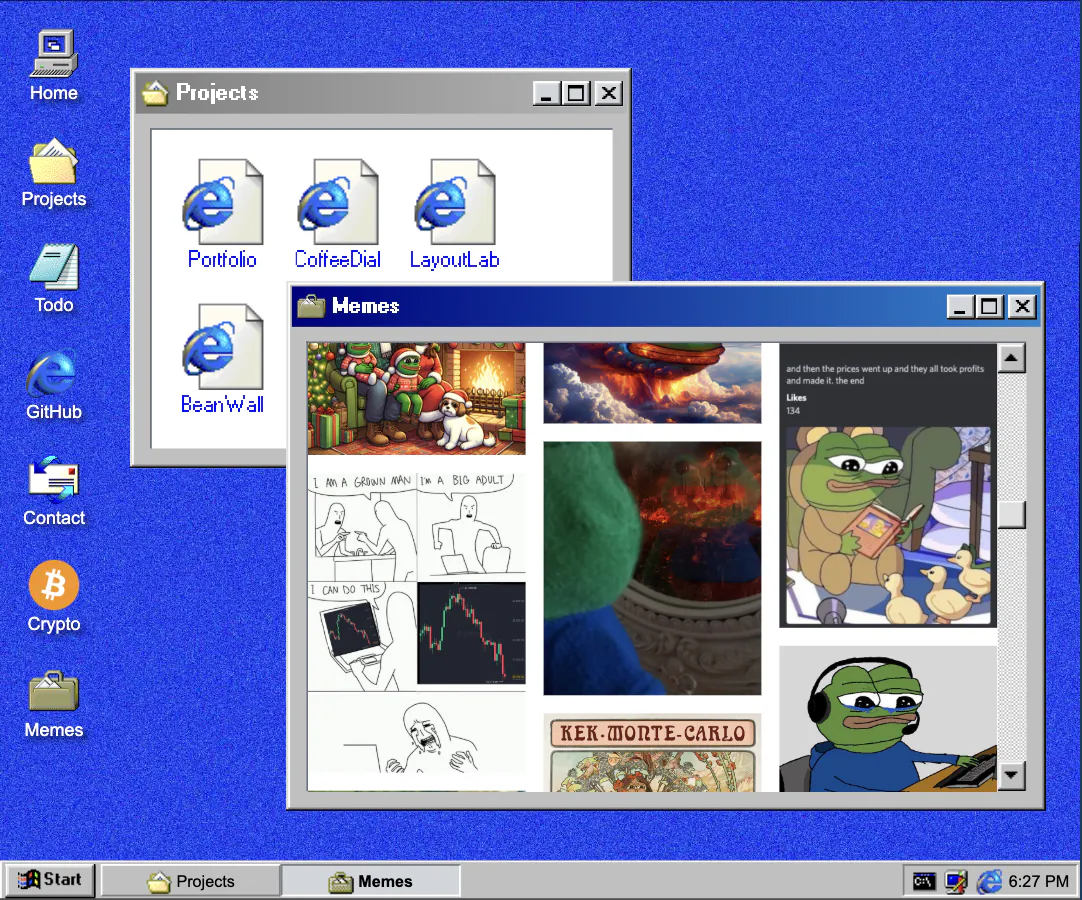 Home
Projects
Todo
GitHub
Contact
Crypto
Memes
Projects
Portfolio
CoffeeDial
LayoutLab
BeanWall
Memes
I AM A GROWN MAN
I'M A BIG ADULT
I CAN DO THIS
KEK·MONTE·CARLO
and then the prices went up and they all took profits
and made it. the end
Likes
134
Start
Projects
Memes
C:\
6:27 PM